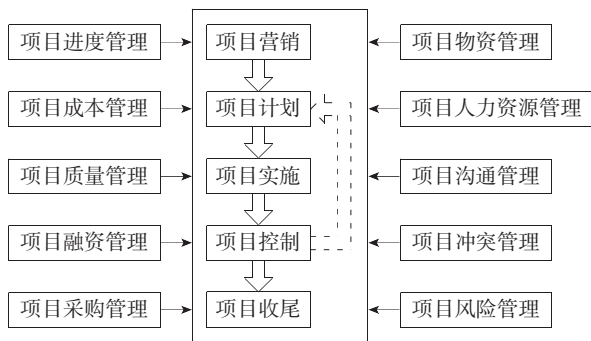 项目进度管理
项目营销
项目物资管理
项目成本管理
项目计划
项目人力资源管理
项目质量管理
项目实施
项目沟通管理
项目融资管理
项目控制
项目冲突管理
项目采购管理
项目收尾
项目风险管理